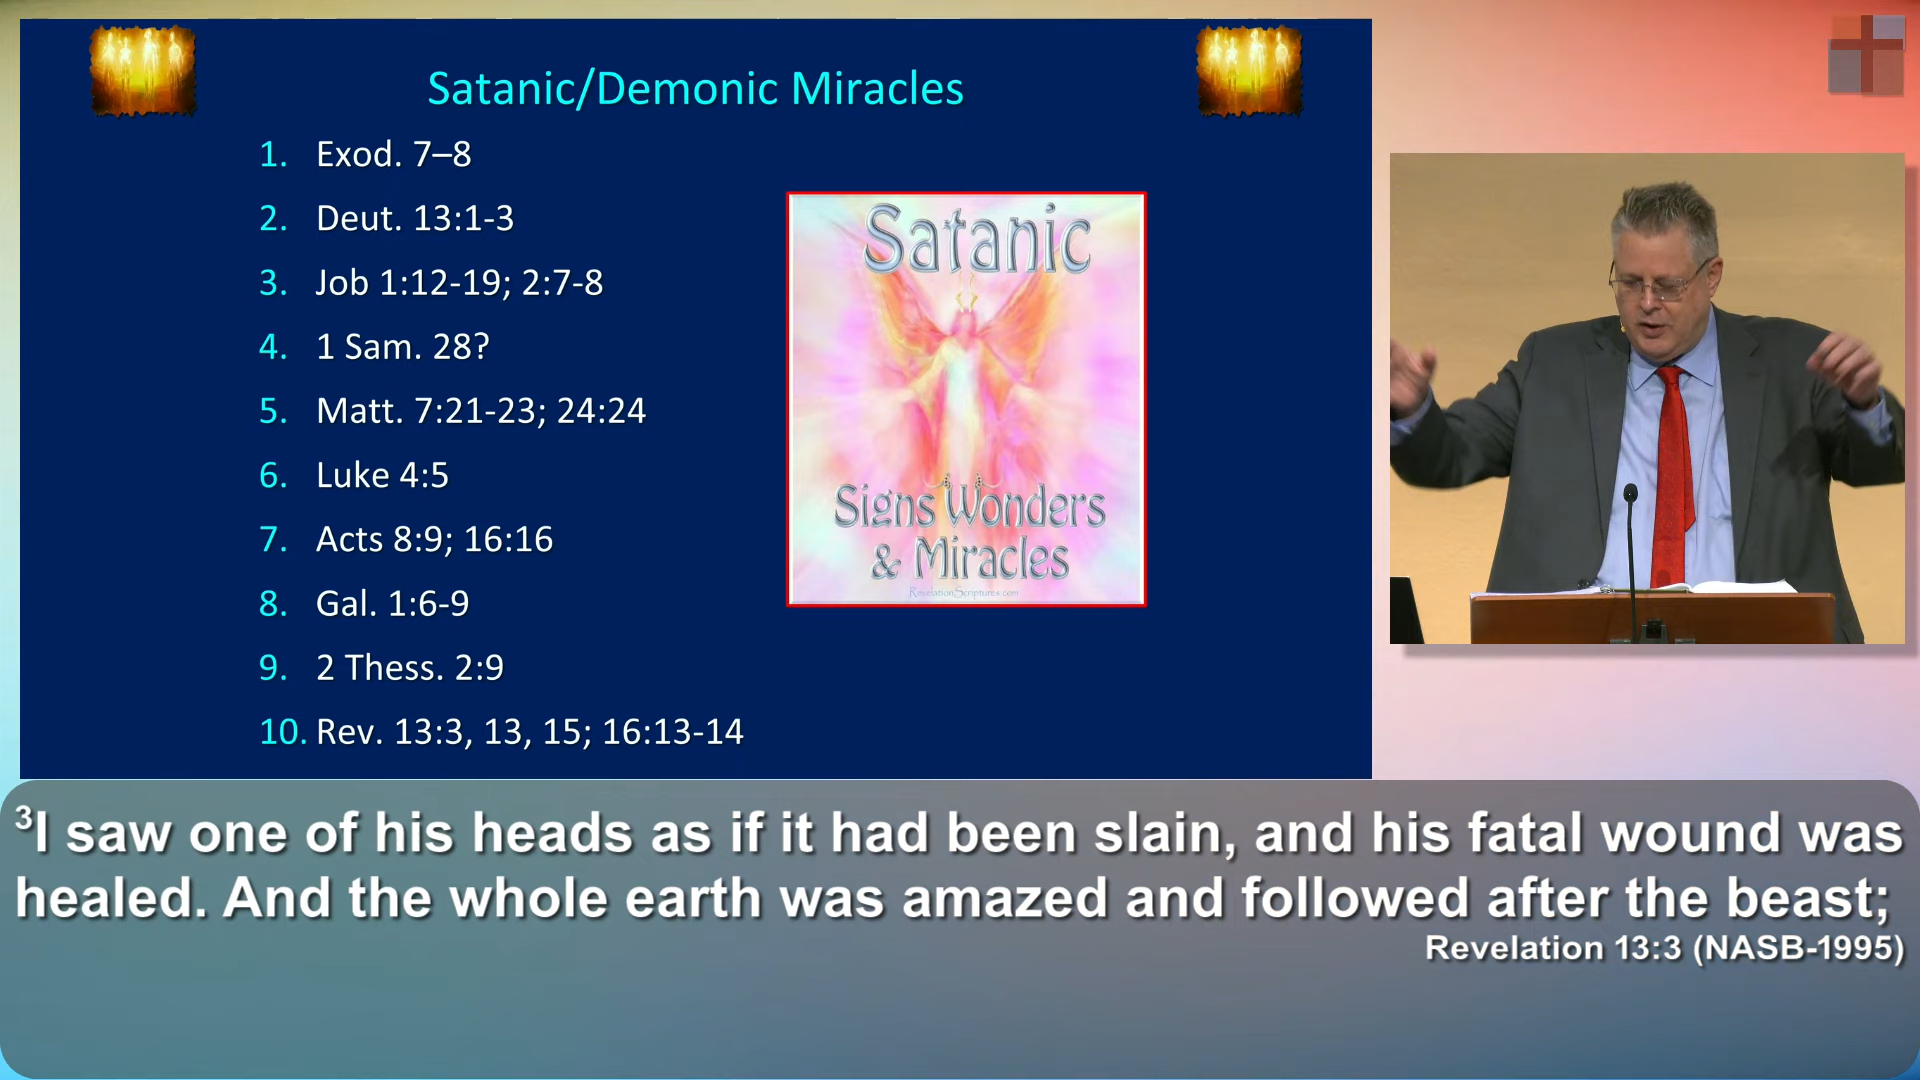 Satanic/Demonic Miracles
1. Exod. 7–8
2. Deut. 13:1-3
3. Job 1:12-19; 2:7-8
4. 1 Sam. 28?
5. Matt. 7:21-23; 24:24
6. Luke 4:5
7. Acts 8:9; 16:16
8. Gal. 1:6-9
9. 2 Thess. 2:9
10. Rev. 13:3, 13, 15; 16:13-14
Satanic
Signs Wonders
& Miracles
RevelationScriptures.com
3I saw one of his heads as if it had been slain, and his fatal wound was
healed. And the whole earth was amazed and followed after the beast;
Revelation 13:3 (NASB-1995)